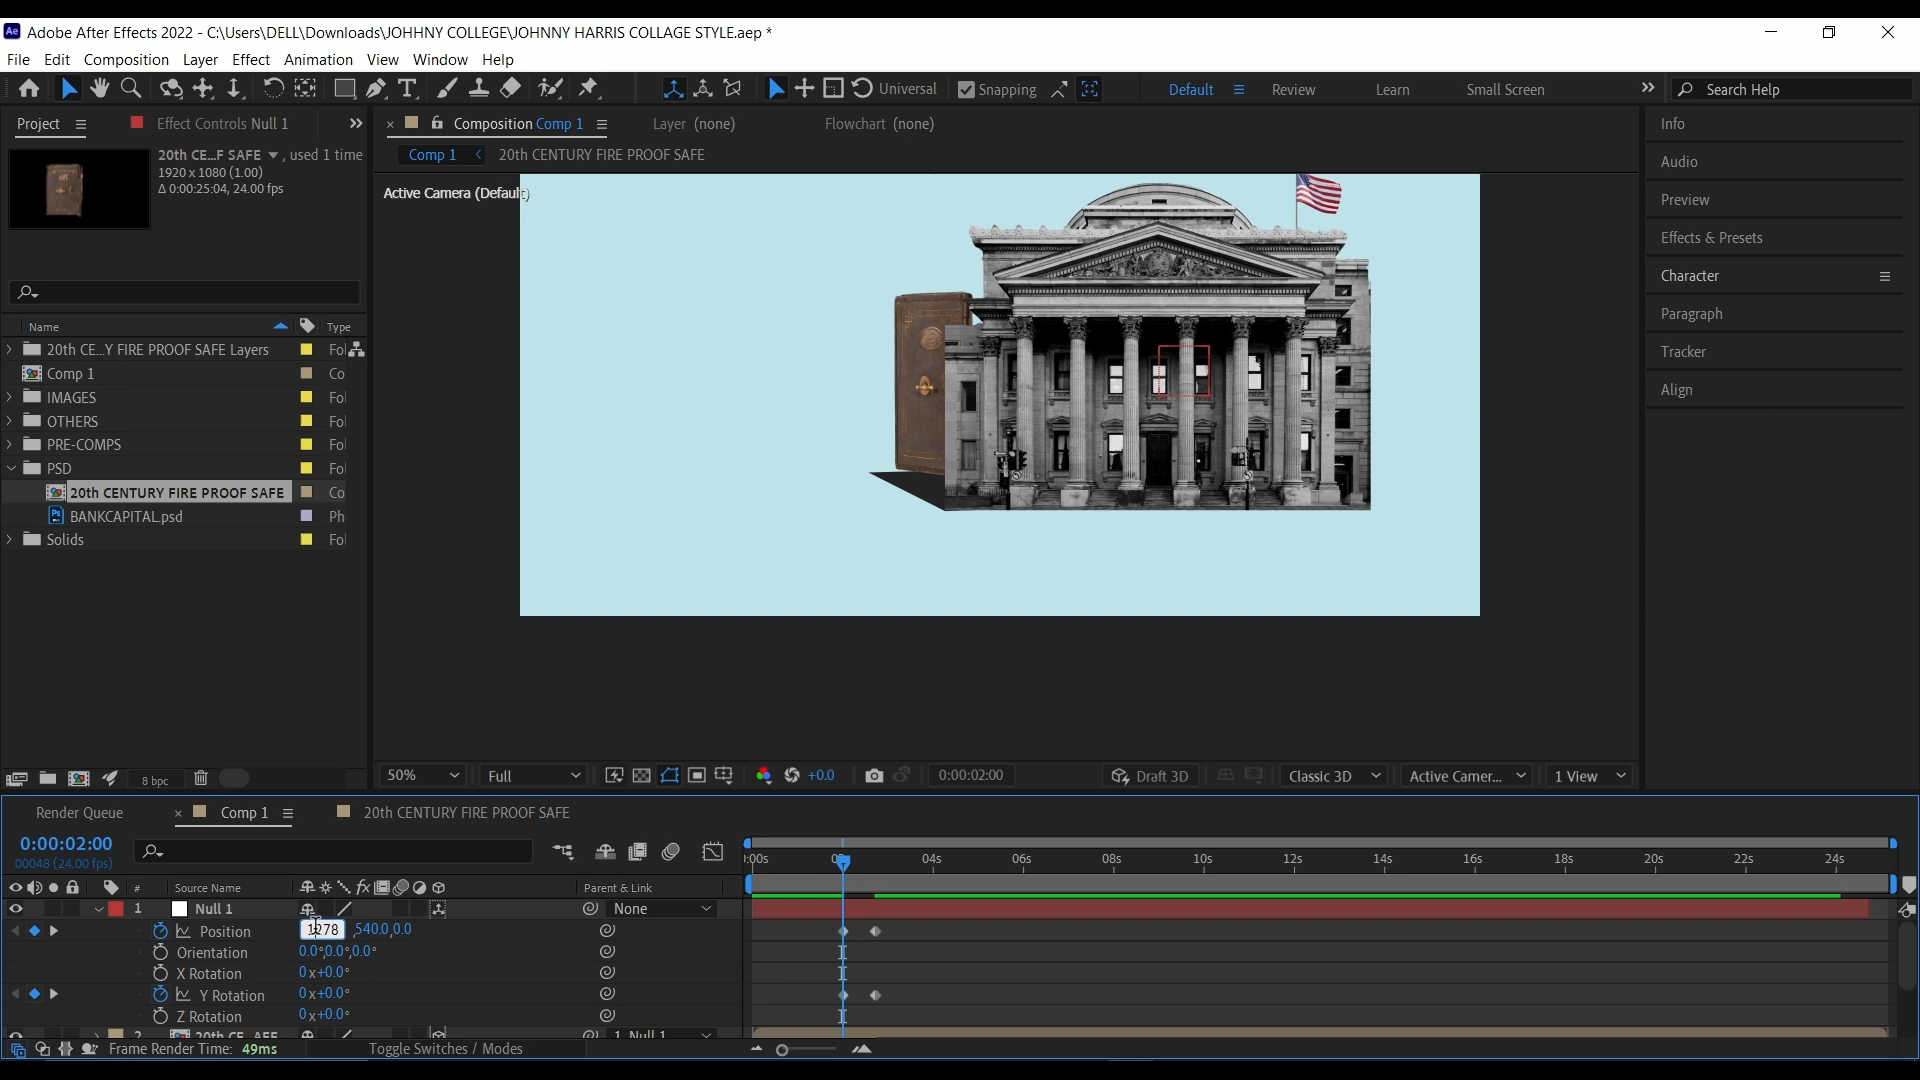 Adobe After Effects 2022 - C:\Users\DELL\Downloads\JOHHNY COLLEGE\JOHNNY HARRIS COLLAGE STYLE.aep *
File Edit Composition Layer Effect Animation View Window Help
Universal Snapping Default Review Learn Small Screen Search Help
Project Effect Controls Null 1 Composition Comp 1 Layer (none) Flowchart (none) Info
20th CE...F SAFE , used 1 time
1920 x 1080 (1.00)
Δ 0:00:25:04, 24.00 fps
Comp 1 20th CENTURY FIRE PROOF SAFE
Audio
Active Camera (Default)
Preview
Effects & Presets
Character
Paragraph
Tracker
Align
Name Type
20th CE...Y FIRE PROOF SAFE Layers Fol
Comp 1 Co
IMAGES Fol
OTHERS Fol
PRE-COMPS Fol
PSD Fol
20th CENTURY FIRE PROOF SAFE Co
BANKCAPITAL.psd Ph
Solids Fol
8 bpc
50% Full +0.0 0:00:02:00 Draft 3D Classic 3D Active Camer... 1 View
Render Queue Comp 1 20th CENTURY FIRE PROOF SAFE
0:00:02:00
00048 (24.00 fps)
:00s 04s 06s 08s 10s 12s 14s 16s 18s 20s 22s 24s
# Source Name Parent & Link
1 Null 1 None
Position 1278 ,540.0,0.0
Orientation 0.0°,0.0°,0.0°
X Rotation 0x+0.0°
Y Rotation 0x+0.0°
Z Rotation 0x+0.0°
Frame Render Time: 49ms Toggle Switches / Modes